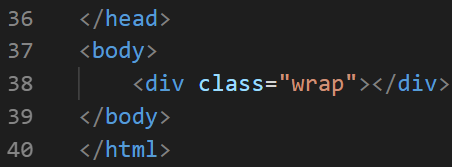 36 </head>
37 <body>
38 <div class="wrap"></div>
39 </body>
40 </html>